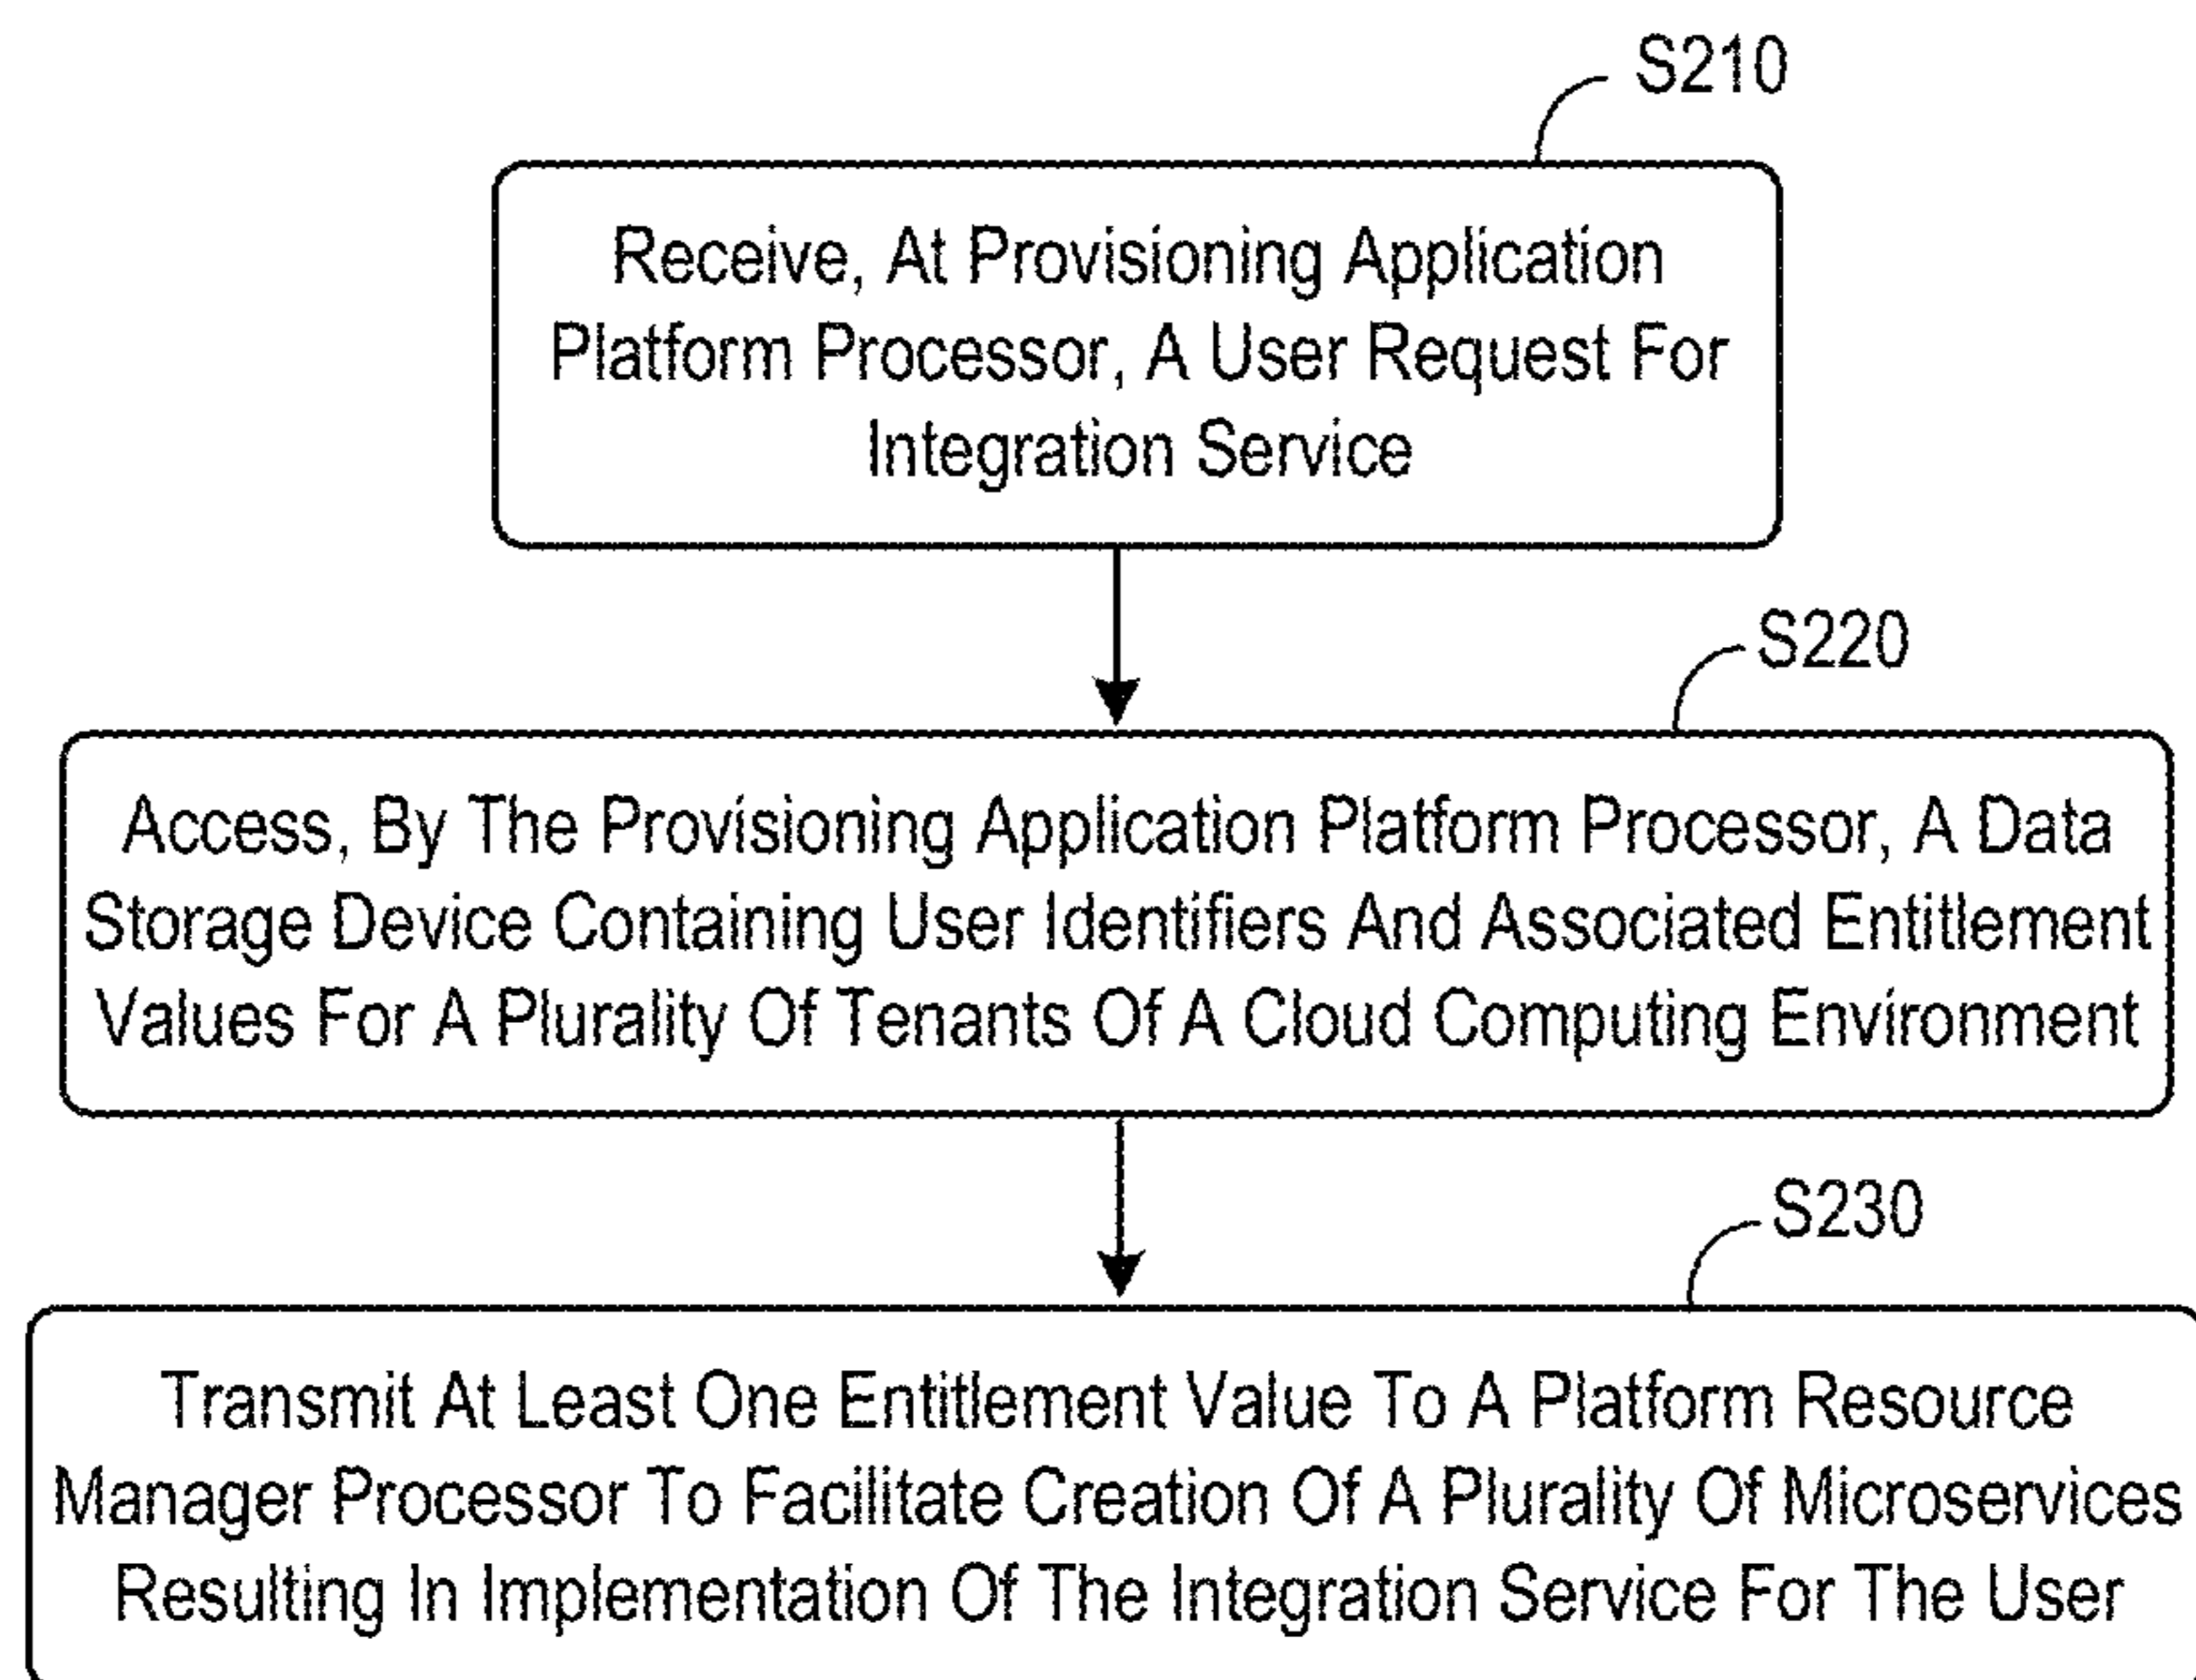 S210
Receive, At Provisioning Application
Platform Processor, A User Request For
Integration Service
S220
Access, By The Provisioning Application Platform Processor, A Data
Storage Device Containing User Identifiers And Associated Entitlement
Values For A Plurality Of Tenants Of A Cloud Computing Environment
S230
Transmit At Least One Entitlement Value To A Platform Resource
Manager Processor To Facilitate Creation Of A Plurality Of Microservices
Resulting In Implementation Of The Integration Service For The User